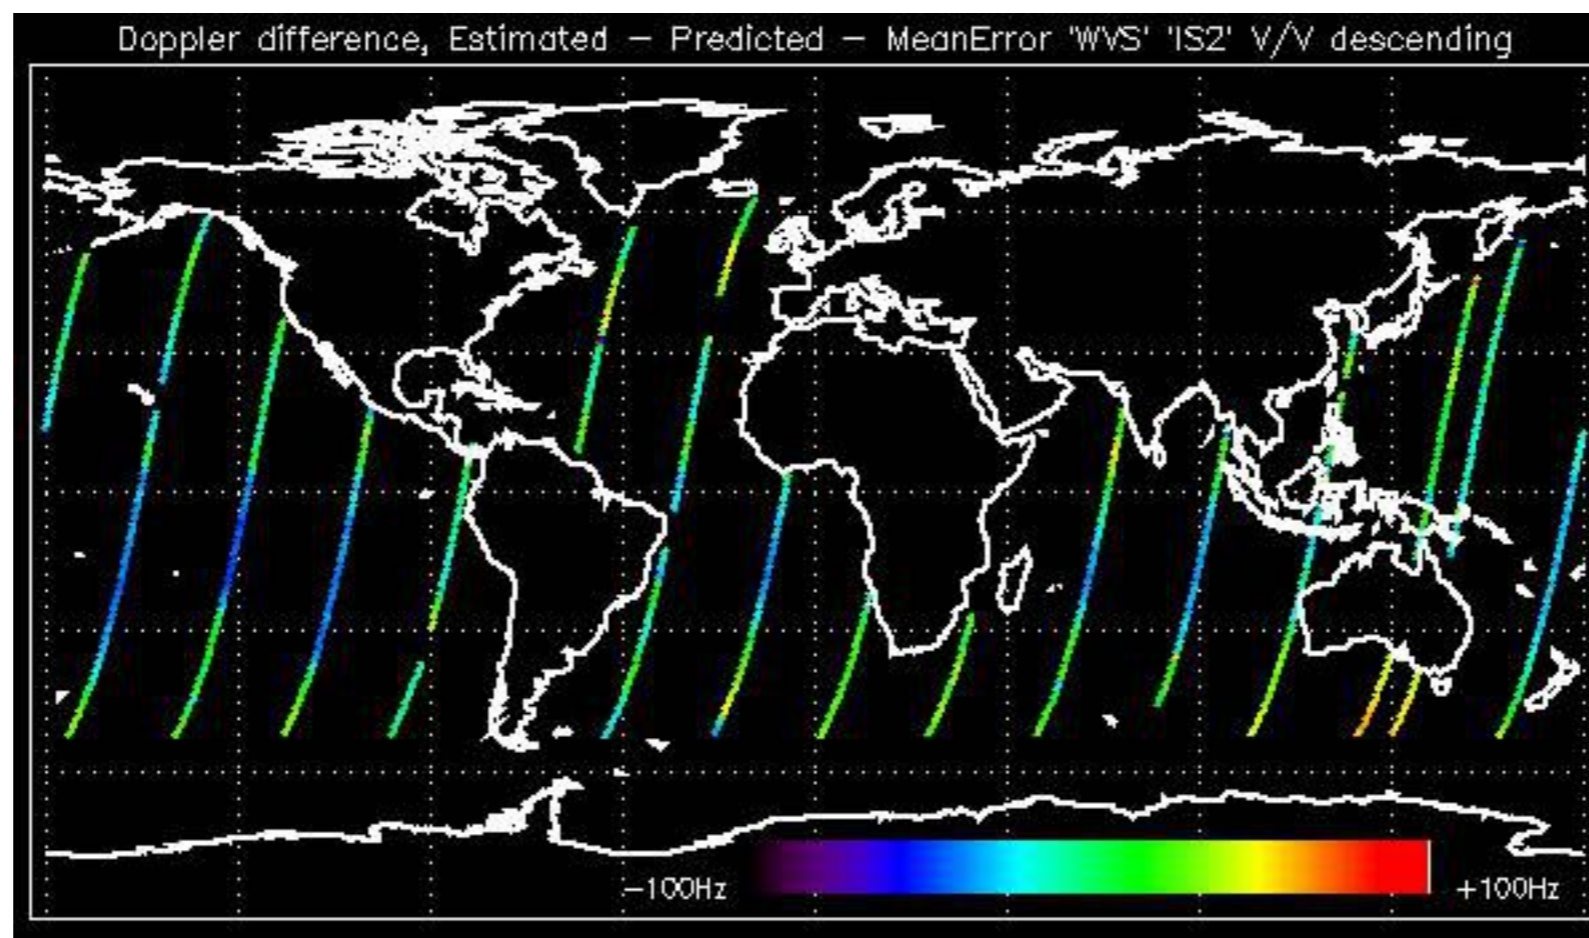 Doppler difference, Estimated – Predicted – MeanError 'WVS' 'IS2' V/V descending
–100Hz +100Hz